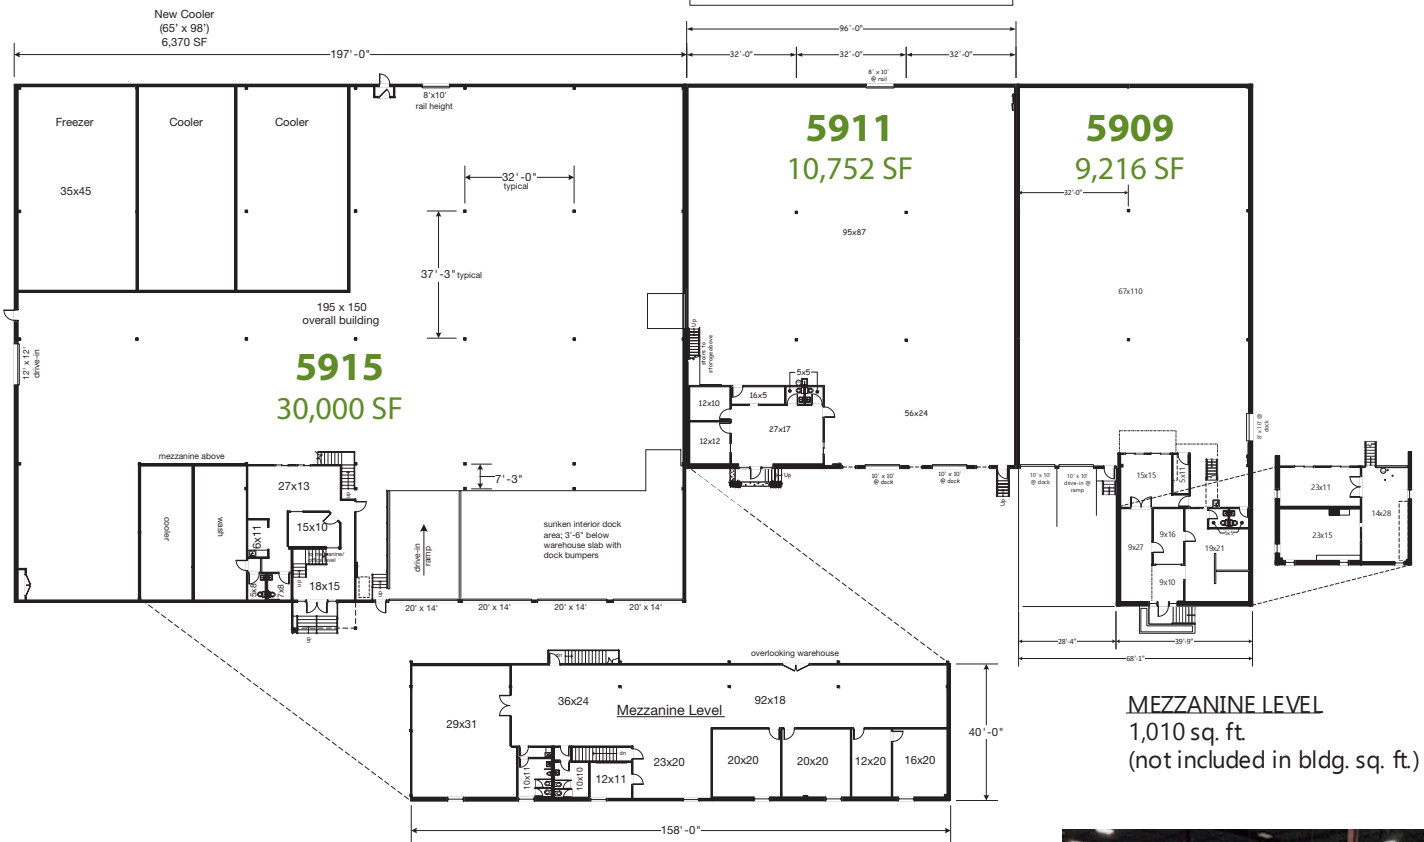 New Cooler
(65' x 98')
6,370 SF
197'-0"
96'-0"
32'-0"
32'-0"
32'-0"
8' x 10'
@ rail
8'x10'
rail height
Freezer
Cooler
Cooler
35x45
32'-0"
typical
37'-3" typical
195 x 150
overall building
5915
30,000 SF
12' x 12'
drive-in
5911
10,752 SF
95x87
Up
stairs to
storage above
5x5
16x5
12x10
12x12
27x17
56x24
Up
10' x 10'
@ dock
10' x 10'
@ dock
Up
5909
9,216 SF
32'-0"
67x110
8' x 10' @
dock
10' x 10'
@ dock
10' x 10'
drive-in @
ramp
15x15
5x11
9x27
9x16
19x21
9x10
28'-4"
39'-9"
68'-1"
23x11
14x28
23x15
mezzanine above
cooler
wash
27x13
up
6x11
15x10
18x15
5x8
7x8
up
up
up
7'-3"
drive-in
ramp
sunken interior dock
area; 3'-6" below
warehouse slab with
dock bumpers
20' x 14'
20' x 14'
20' x 14'
20' x 14'
dn
overlooking warehouse
29x31
36x24
Mezzanine Level
92x18
40'-0"
10x11
10x10
12x11
dn
23x20
20x20
20x20
12x20
16x20
158'-0"
MEZZANINE LEVEL
1,010 sq. ft.
(not included in bldg. sq. ft.)